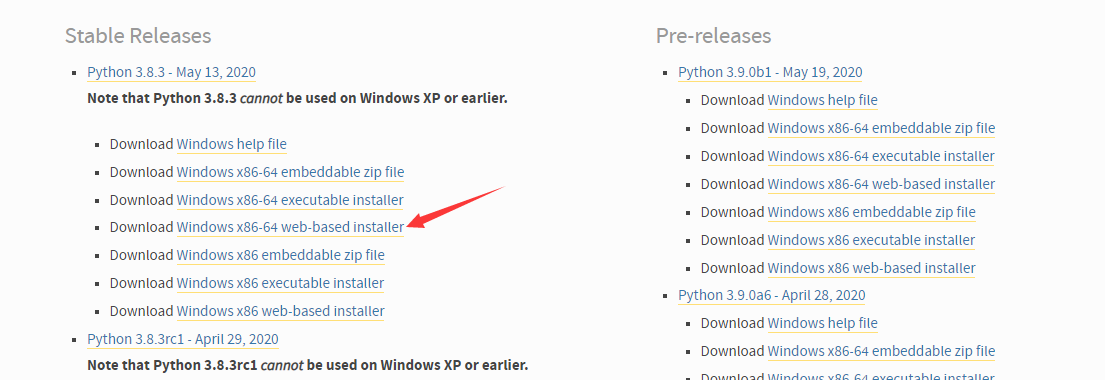 Stable Releases
Python 3.8.3 - May 13, 2020
Note that Python 3.8.3 cannot be used on Windows XP or earlier.
Download Windows help file
Download Windows x86-64 embeddable zip file
Download Windows x86-64 executable installer
Download Windows x86-64 web-based installer
Download Windows x86 embeddable zip file
Download Windows x86 executable installer
Download Windows x86 web-based installer
Python 3.8.3rc1 - April 29, 2020
Note that Python 3.8.3rc1 cannot be used on Windows XP or earlier.
Pre-releases
Python 3.9.0b1 - May 19, 2020
Download Windows help file
Download Windows x86-64 embeddable zip file
Download Windows x86-64 executable installer
Download Windows x86-64 web-based installer
Download Windows x86 embeddable zip file
Download Windows x86 executable installer
Download Windows x86 web-based installer
Python 3.9.0a6 - April 28, 2020
Download Windows help file
Download Windows x86-64 embeddable zip file
Download Windows x86-64 executable installer